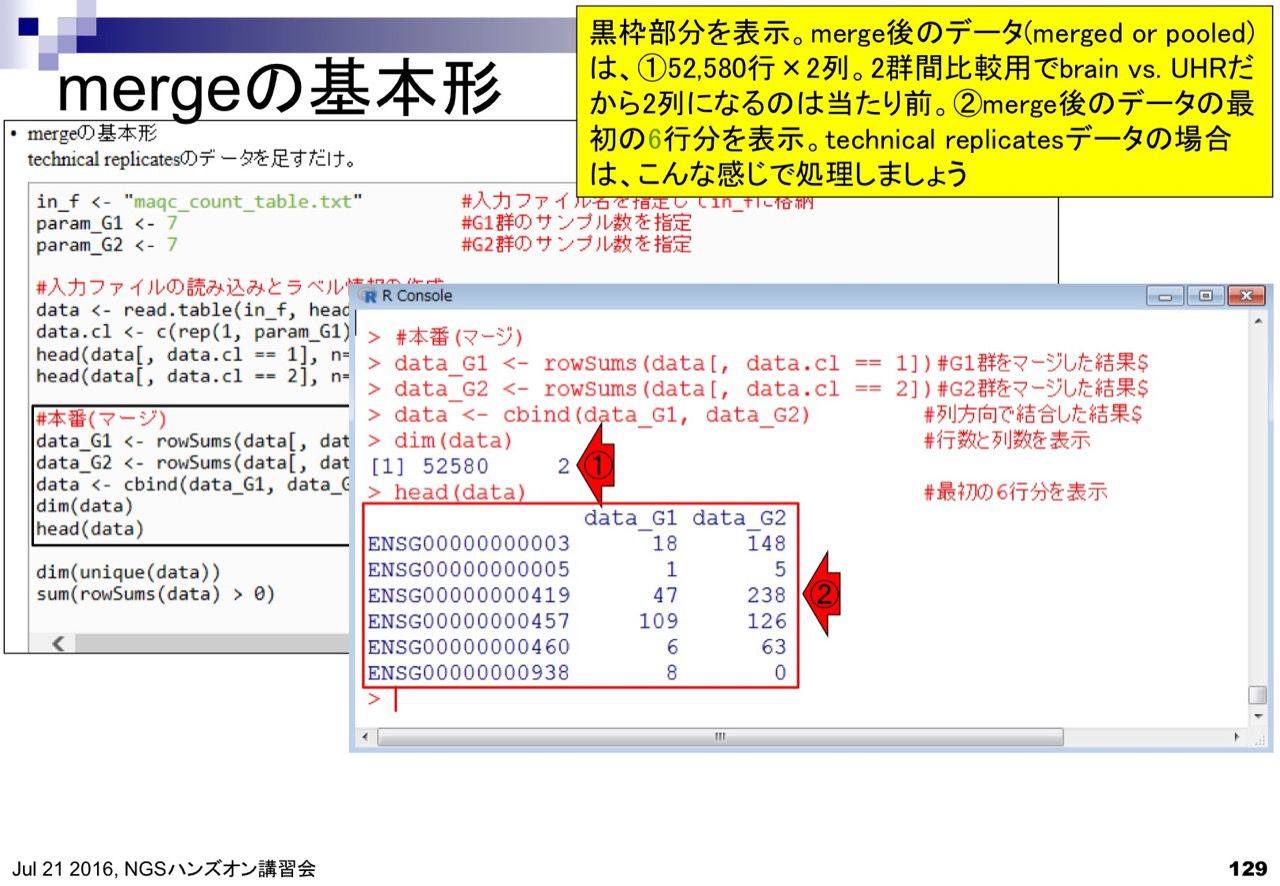 mergeの基本形
黒枠部分を表示。merge後のデータ(merged or pooled)
は、①52,580行×2列。2群間比較用でbrain vs. UHRだ
から2列になるのは当たり前。②merge後のデータの最
初の6行分を表示。technical replicatesデータの場合
は、こんな感じで処理しましょう
• mergeの基本形
technical replicatesのデータを足すだけ。
in_f <- "maqc_count_table.txt" #入力ファイル名を指定してin_fに格納
param_G1 <- 7 #G1群のサンプル数を指定
param_G2 <- 7 #G2群のサンプル数を指定
#入力ファイルの読み込みとラベル情報の作成
data <- read.table(in_f, head
data.cl <- c(rep(1, param_G1)
head(data[, data.cl == 1], n=
head(data[, data.cl == 2], n=
#本番(マージ)
data_G1 <- rowSums(data[, dat
data_G2 <- rowSums(data[, dat
data <- cbind(data_G1, data_G
dim(data)
head(data)
dim(unique(data))
sum(rowSums(data) > 0)
R Console
> #本番(マージ)
> data_G1 <- rowSums(data[, data.cl == 1])#G1群をマージした結果$
> data_G2 <- rowSums(data[, data.cl == 2])#G2群をマージした結果$
> data <- cbind(data_G1, data_G2) #列方向で結合した結果$
> dim(data) #行数と列数を表示
[1] 52580 2 ①
> head(data) #最初の6行分を表示
data_G1 data_G2
ENSG00000000003 18 148
ENSG00000000005 1 5
ENSG00000000419 47 238 ②
ENSG00000000457 109 126
ENSG00000000460 6 63
ENSG00000000938 8 0
>
Jul 21 2016, NGSハンズオン講習会
129